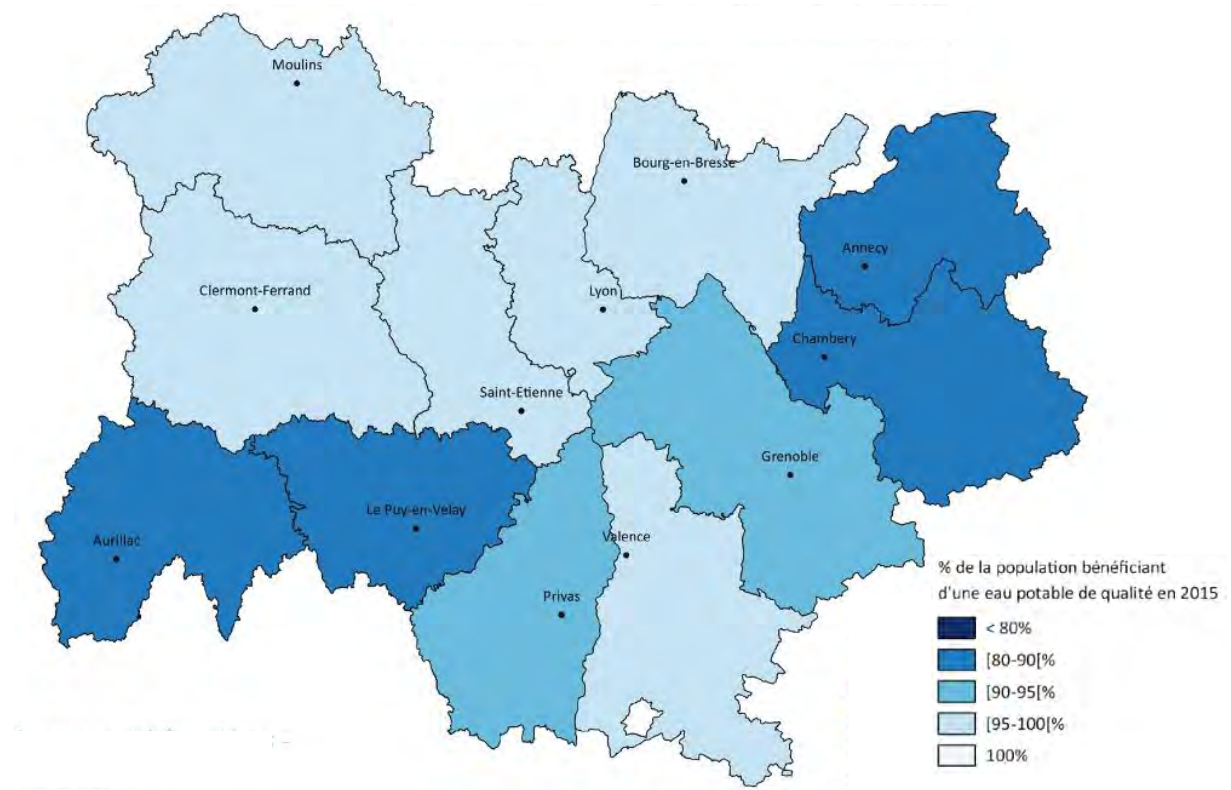 Moulins
Bourg-en-Bresse
Annecy
Clermont-Ferrand
Lyon
Chambery
Saint-Etienne
Grenoble
Le Puy-en-Velay
Aurillac
Valence
Privas
% de la population bénéficiant
d'une eau potable de qualité en 2015
< 80%
[80-90[%
[90-95[%
[95-100[%
100%